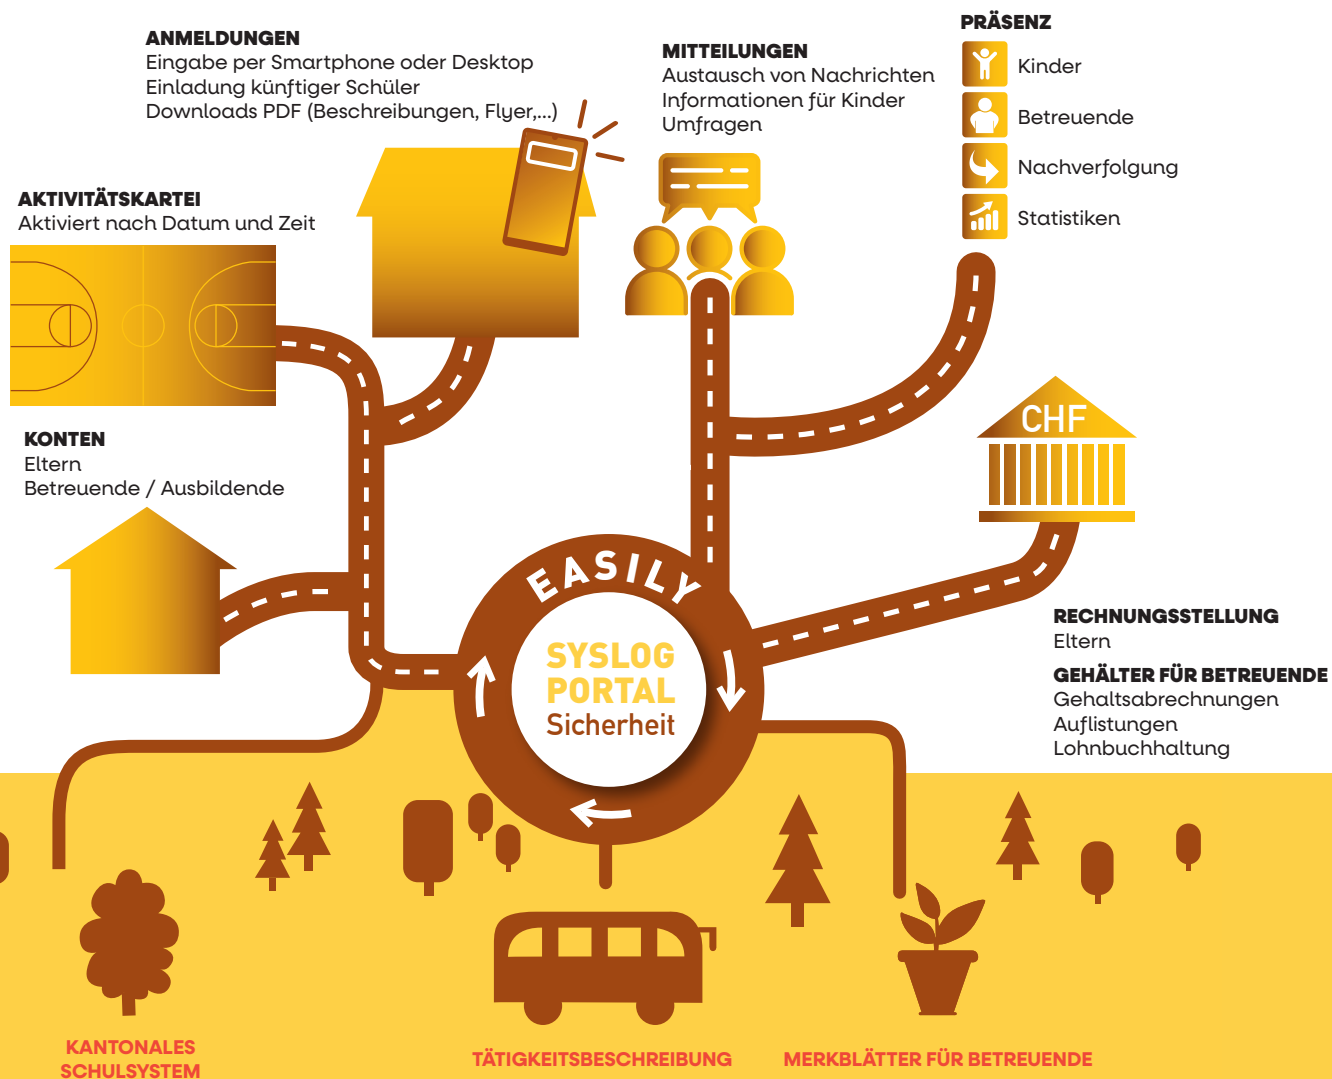 ANMELDUNGEN
Eingabe per Smartphone oder Desktop
Einladung künftiger Schüler
Downloads PDF (Beschreibungen, Flyer,...)
MITTEILUNGEN
Austausch von Nachrichten
Informationen für Kinder
Umfragen
PRÄSENZ
Kinder
Betreuende
Nachverfolgung
Statistiken
AKTIVITÄTSKARTEI
Aktiviert nach Datum und Zeit
KONTEN
Eltern
Betreuende / Ausbildende
CHF
EASILY
SYSLOG
PORTAL
Sicherheit
RECHNUNGSSTELLUNG
Eltern
GEHÄLTER FÜR BETREUENDE
Gehaltsabrechnungen
Auflistungen
Lohnbuchhaltung
KANTONALES
SCHULSYSTEM
TÄTIGKEITSBESCHREIBUNG
MERKBLÄTTER FÜR BETREUENDE